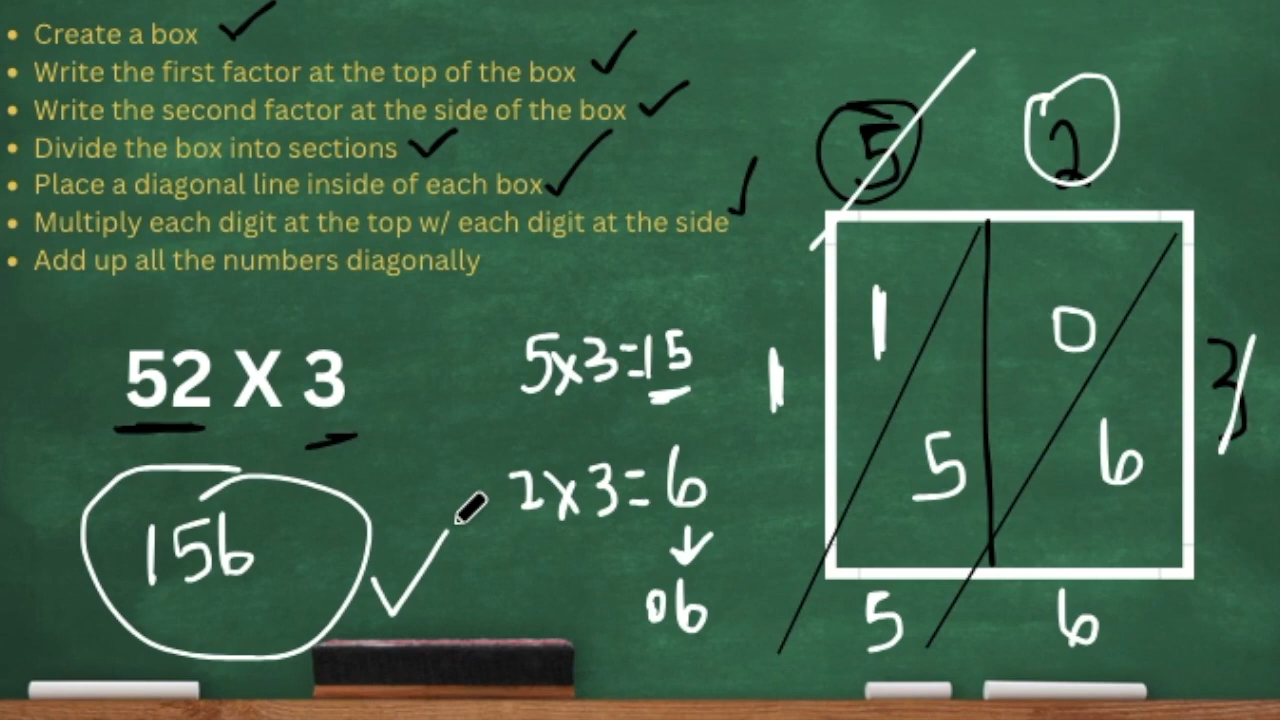 • Create a box
• Write the first factor at the top of the box
• Write the second factor at the side of the box
• Divide the box into sections
• Place a diagonal line inside of each box
• Multiply each digit at the top w/ each digit at the side
• Add up all the numbers diagonally
52 X 3
156
5x3=15
2x3=6
06
5 2
1 1 0 3
5 6
5 6